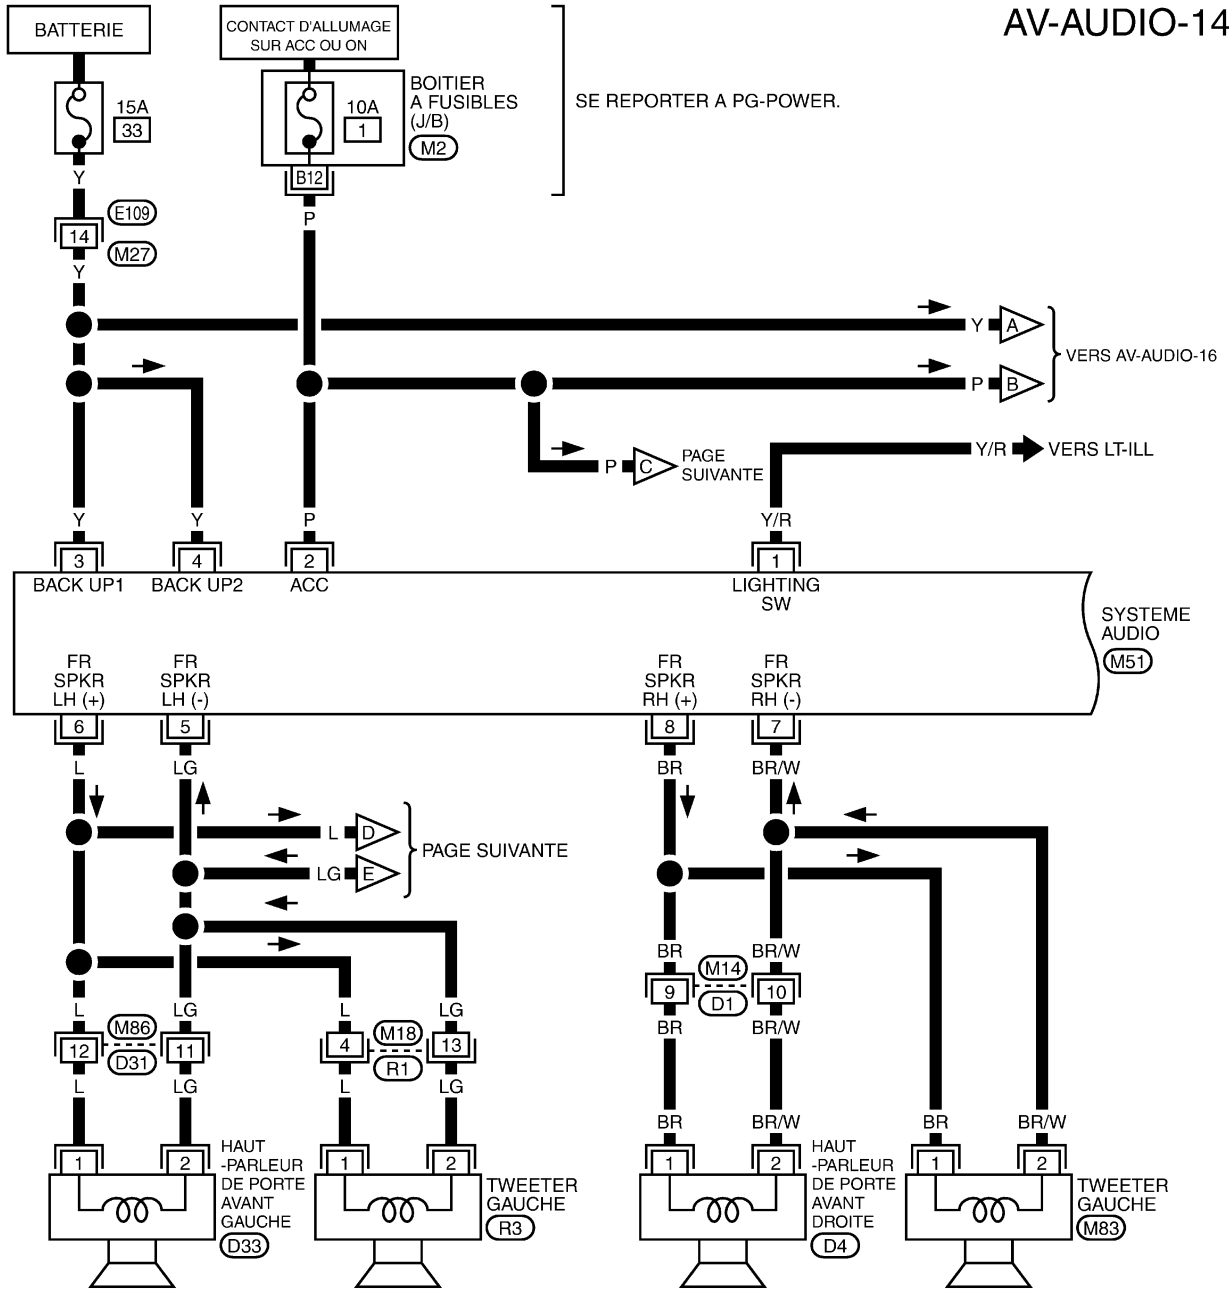 AV-AUDIO-14
BATTERIE
CONTACT D'ALLUMAGE
SUR ACC OU ON
15A
33
10A
1
BOITIER
A FUSIBLES
(J/B)
M2
SE REPORTER A PG-POWER.
B12
Y
P
E109
14
M27
Y
Y
A
P
B
VERS AV-AUDIO-16
P
C
PAGE
SUIVANTE
Y/R
VERS LT-ILL
Y
Y
P
Y/R
3
4
2
1
BACK UP1
BACK UP2
ACC
LIGHTING
SW
SYSTEME
AUDIO
M51
FR
SPKR
LH (+)
FR
SPKR
LH (-)
FR
SPKR
RH (+)
FR
SPKR
RH (-)
6
5
8
7
L
LG
BR
BR/W
L
D
LG
E
PAGE SUIVANTE
BR
BR/W
9
M14
D1
10
BR
BR/W
L
LG
L
LG
12
M86
D31
11
4
M18
R1
13
L
LG
L
LG
BR
BR/W
BR
BR/W
1
2
HAUT
-PARLEUR
DE PORTE
AVANT
GAUCHE
D33
1
2
TWEETER
GAUCHE
R3
1
2
HAUT
-PARLEUR
DE PORTE
AVANT
DROITE
D4
1
2
TWEETER
GAUCHE
M83